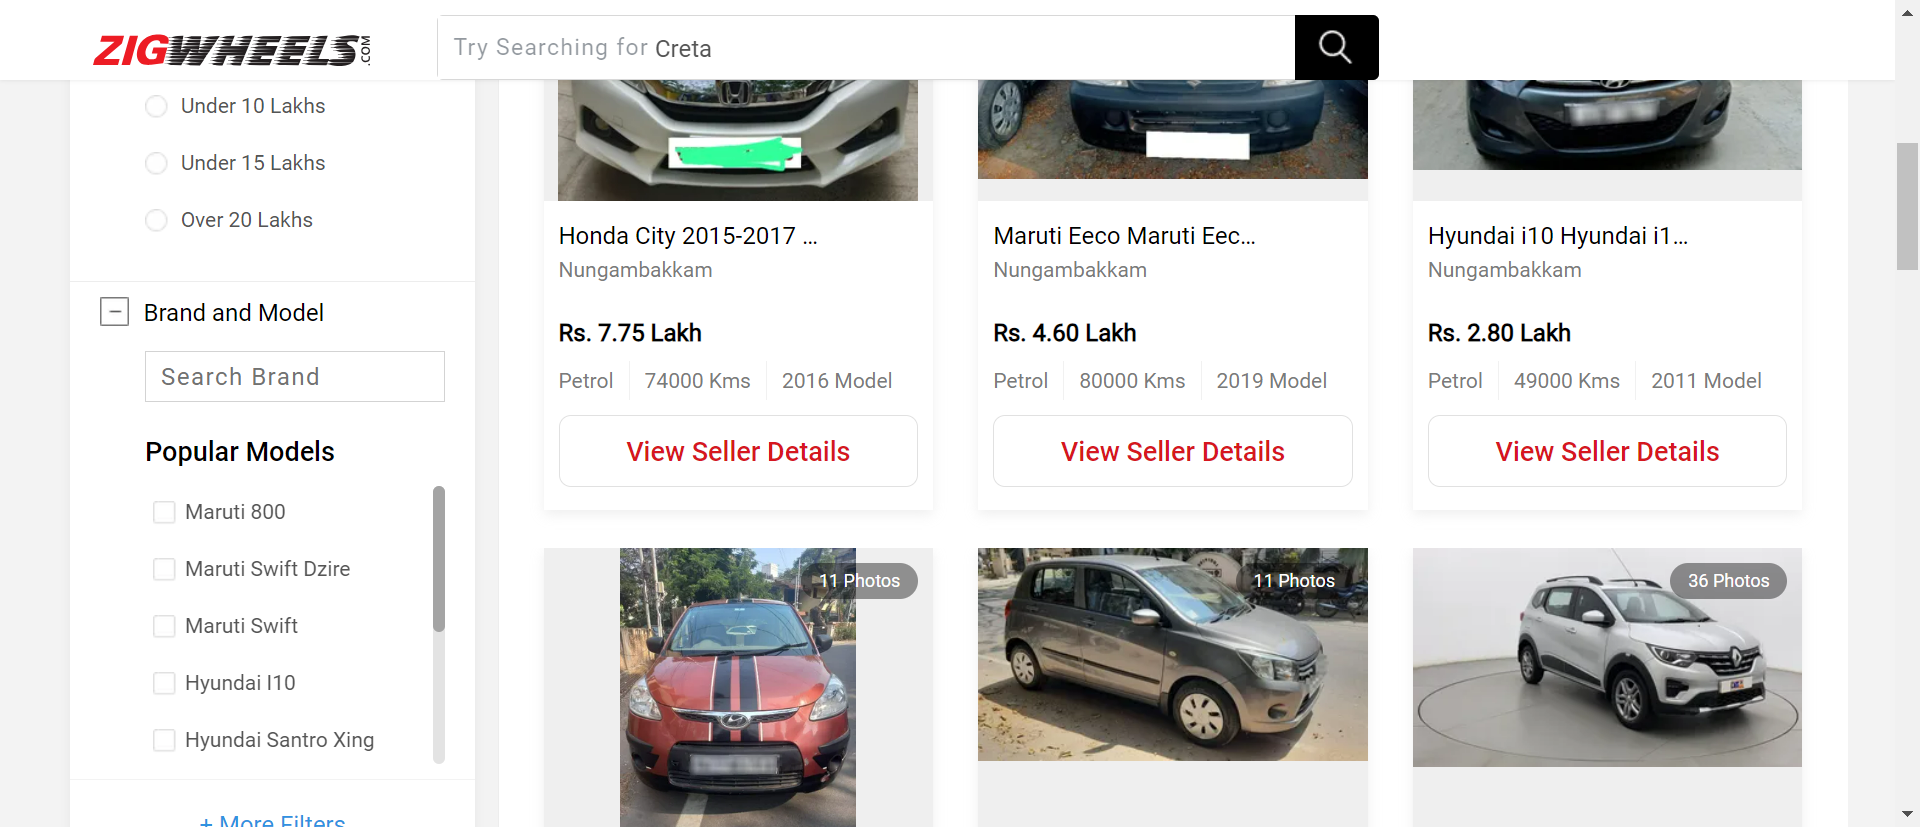 ZIGWHEELS.COM
Try Searching for Creta
Under 10 Lakhs
Under 15 Lakhs
Over 20 Lakhs
Brand and Model
Search Brand
Popular Models
Maruti 800
Maruti Swift Dzire
Maruti Swift
Hyundai I10
Hyundai Santro Xing
+ More Filters
Honda City 2015-2017 ...
Nungambakkam
Rs. 7.75 Lakh
Petrol 74000 Kms 2016 Model
View Seller Details
Maruti Eeco Maruti Eec...
Nungambakkam
Rs. 4.60 Lakh
Petrol 80000 Kms 2019 Model
View Seller Details
Hyundai i10 Hyundai i1...
Nungambakkam
Rs. 2.80 Lakh
Petrol 49000 Kms 2011 Model
View Seller Details
11 Photos
11 Photos
36 Photos